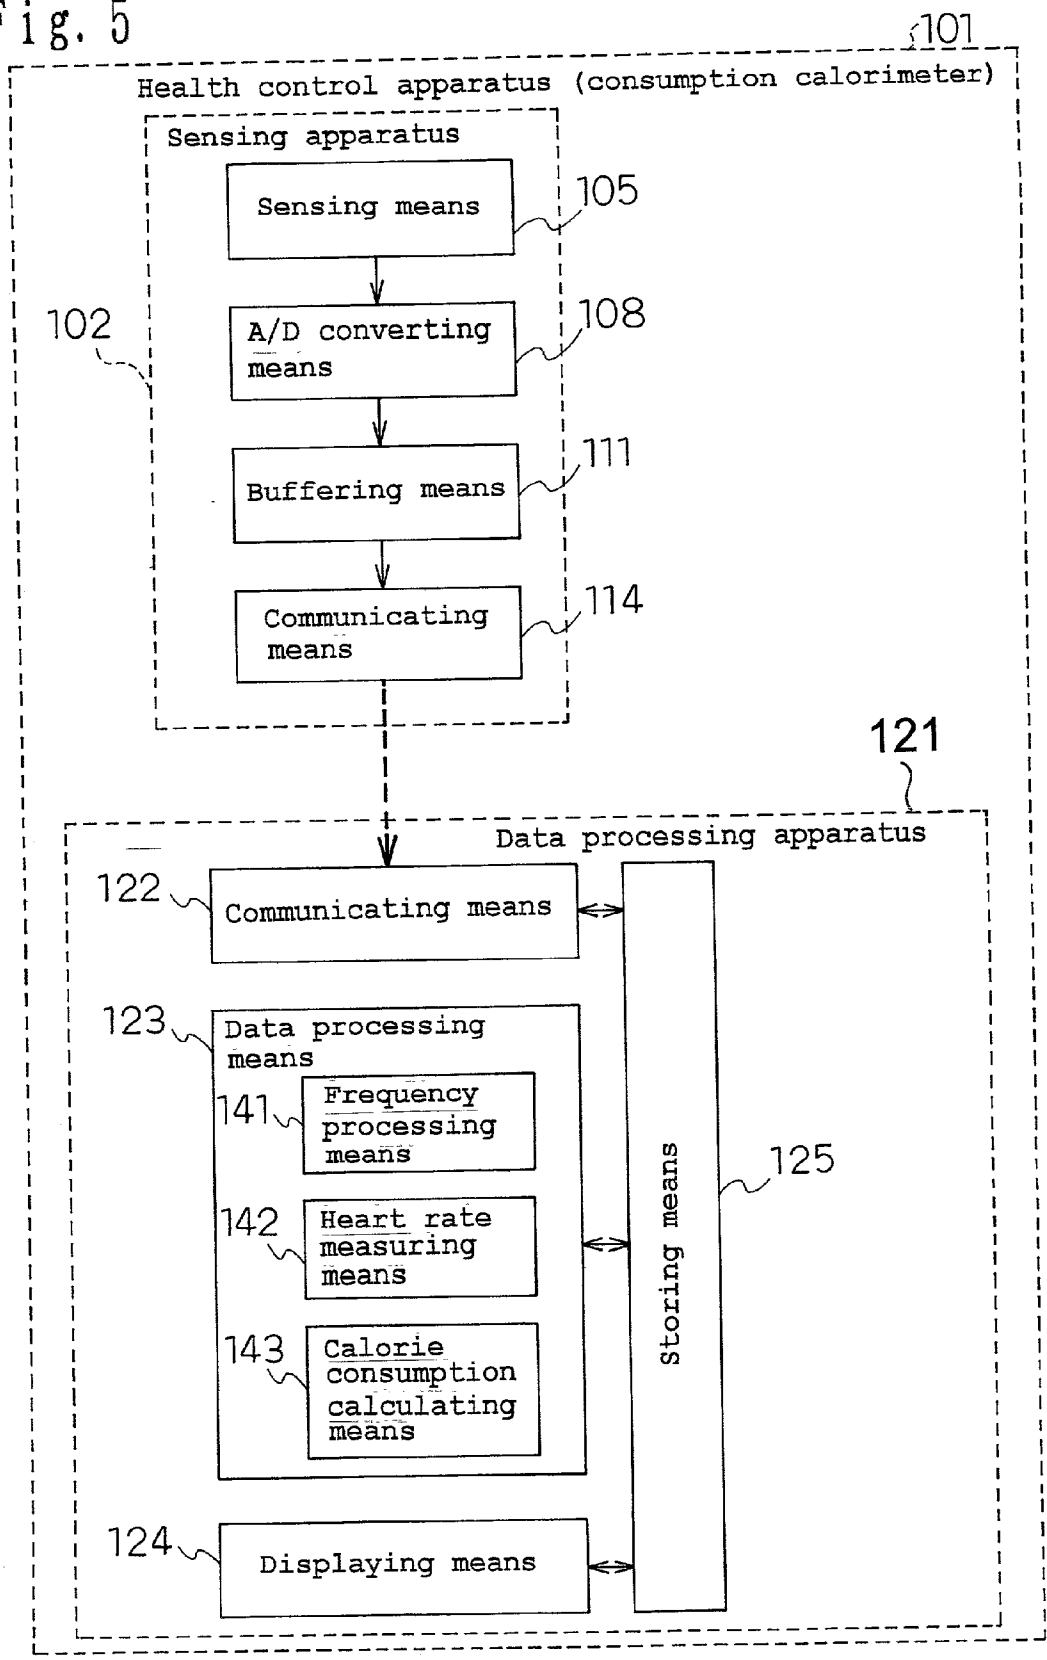 Fig. 5
101
Health control apparatus (consumption calorimeter)
Sensing apparatus
Sensing means
105
102
A/D converting
means
108
Buffering means
111
Communicating
means
114
121
Data processing apparatus
122
Communicating means
123
Data processing
means
141
Frequency
processing
means
142
Heart rate
measuring
means
143
Calorie
consumption
calculating
means
Storing means
125
124
Displaying means